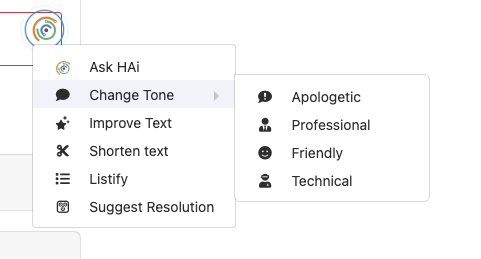 Ask HAi
Change Tone
Improve Text
Shorten text
Listify
Suggest Resolution
Apologetic
Professional
Friendly
Technical